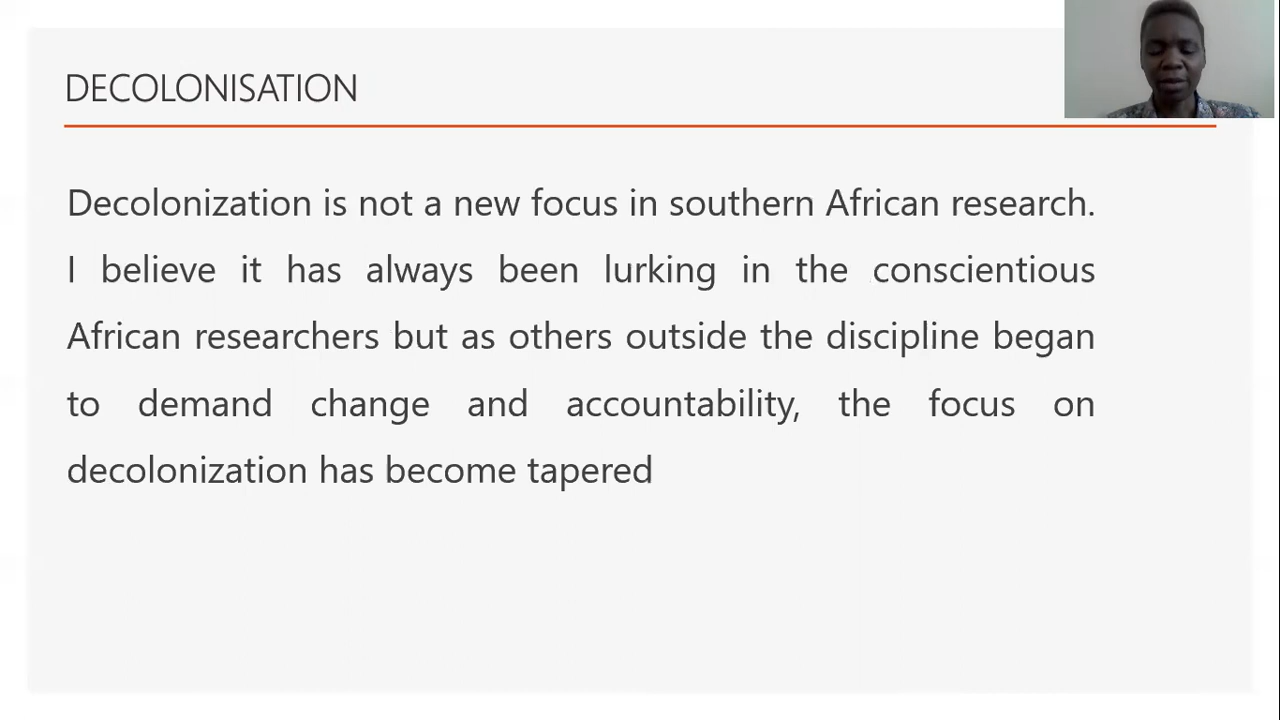 DECOLONISATION
Decolonization is not a new focus in southern African research.
I believe it has always been lurking in the conscientious
African researchers but as others outside the discipline began
to demand change and accountability, the focus on
decolonization has become tapered